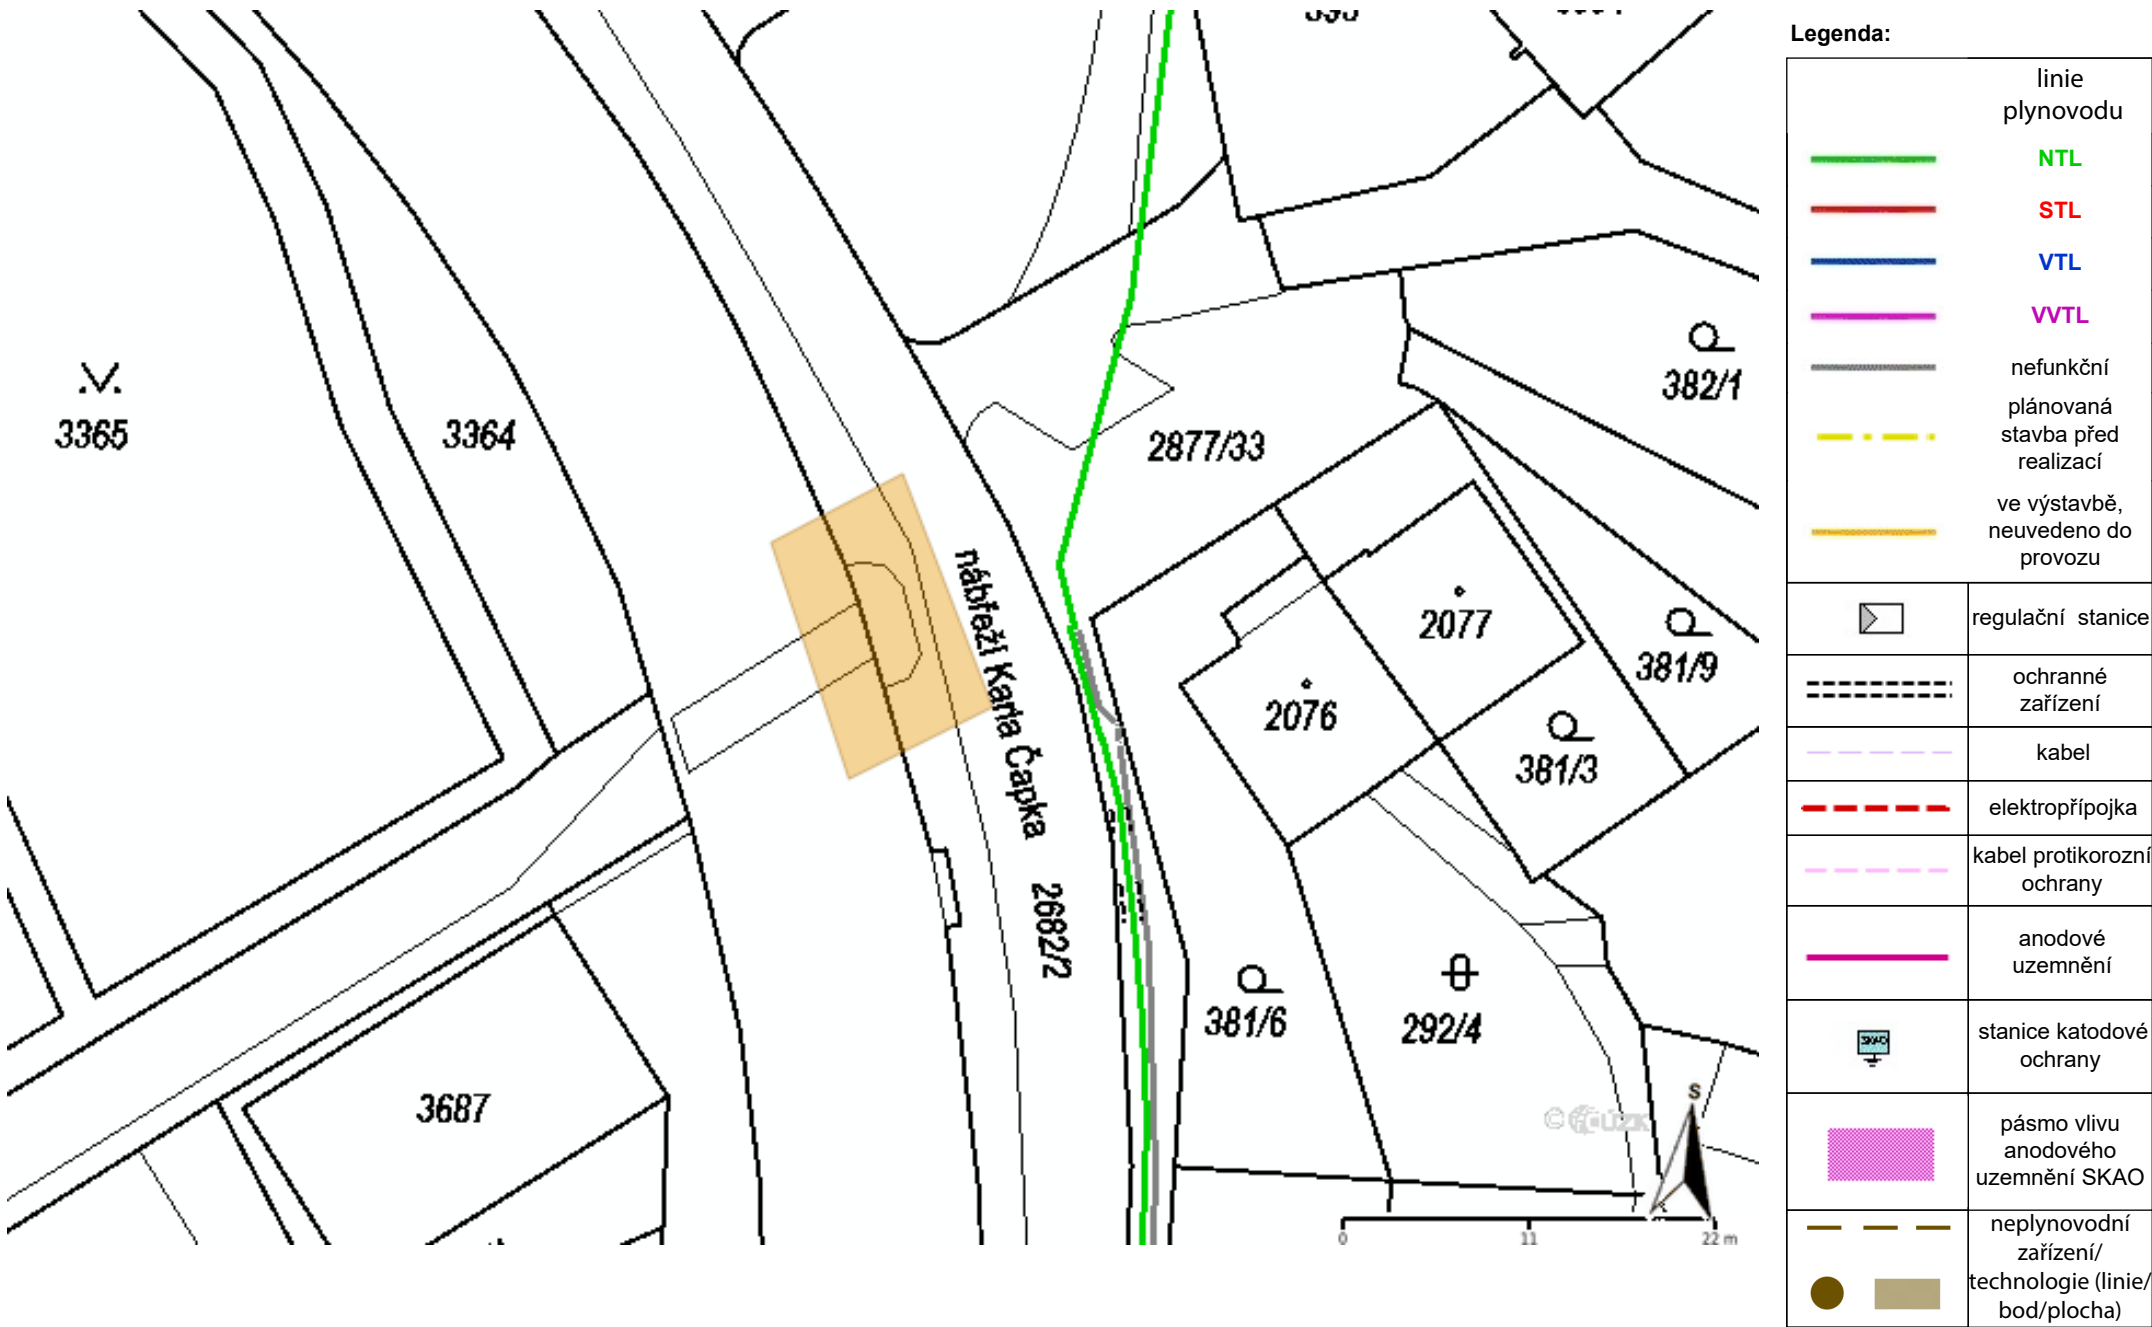 3365
3364
2877/33
382/1
nábřeží Karla Čapka
2682/2
2077
2076
381/9
381/3
381/6
292/4
3687
S
0 11 22 m
Legenda:
linie
plynovodu
NTL
STL
VTL
VVTL
nefunkční
plánovaná
stavba před
realizací
ve výstavbě,
neuvedeno do
provozu
regulační stanice
ochranné
zařízení
kabel
elektropřípojka
kabel protikorozní
ochrany
anodové
uzemnění
SKAO
stanice katodové
ochrany
pásmo vlivu
anodového
uzemnění SKAO
neplynovodní
zařízení/
technologie (linie/
bod/plocha)